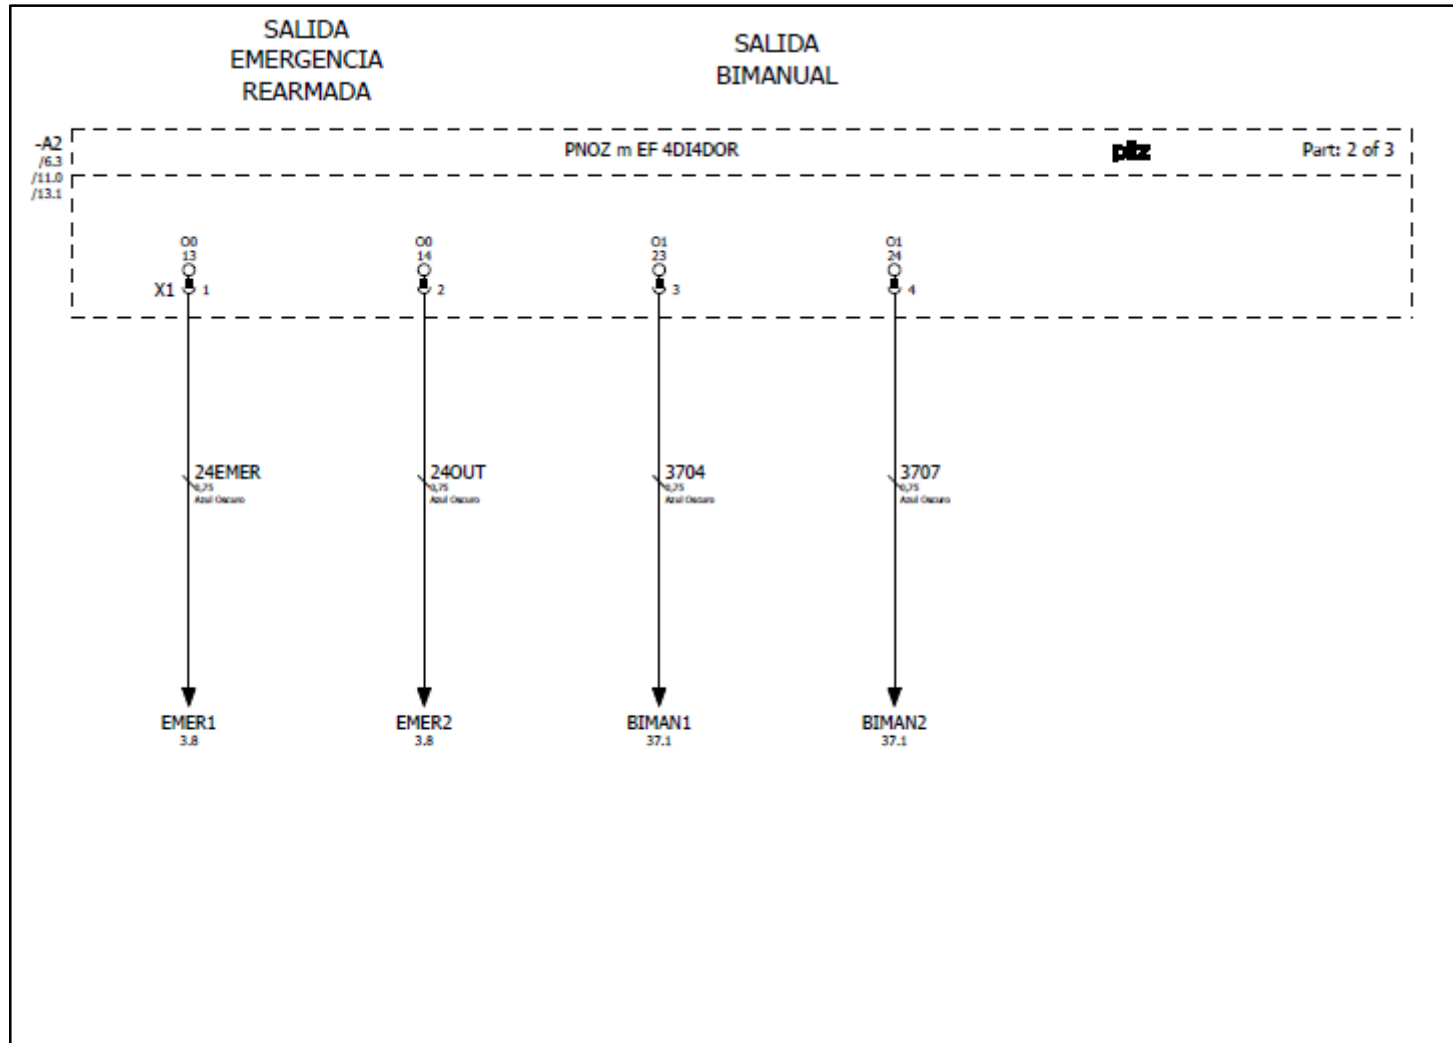 SALIDA
EMERGENCIA
REARMADA
SALIDA
BIMANUAL
-A2
/6.3
/11.0
/13.1
PNOZ m EF 4DI4DOR
pilz
Part: 2 of 3
O0
13
X1
1
O0
14
2
O1
23
3
O1
24
4
24EMER
0,75
Azul Oscuro
24OUT
0,75
Azul Oscuro
3704
0,75
Azul Oscuro
3707
0,75
Azul Oscuro
EMER1
3.8
EMER2
3.8
BIMAN1
37.1
BIMAN2
37.1